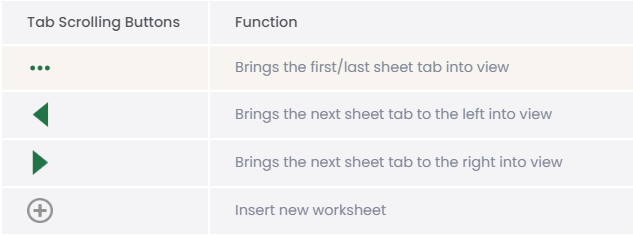 Tab Scrolling Buttons Function
Brings the first/last sheet tab into view
Brings the next sheet tab to the left into view
Brings the next sheet tab to the right into view
Insert new worksheet